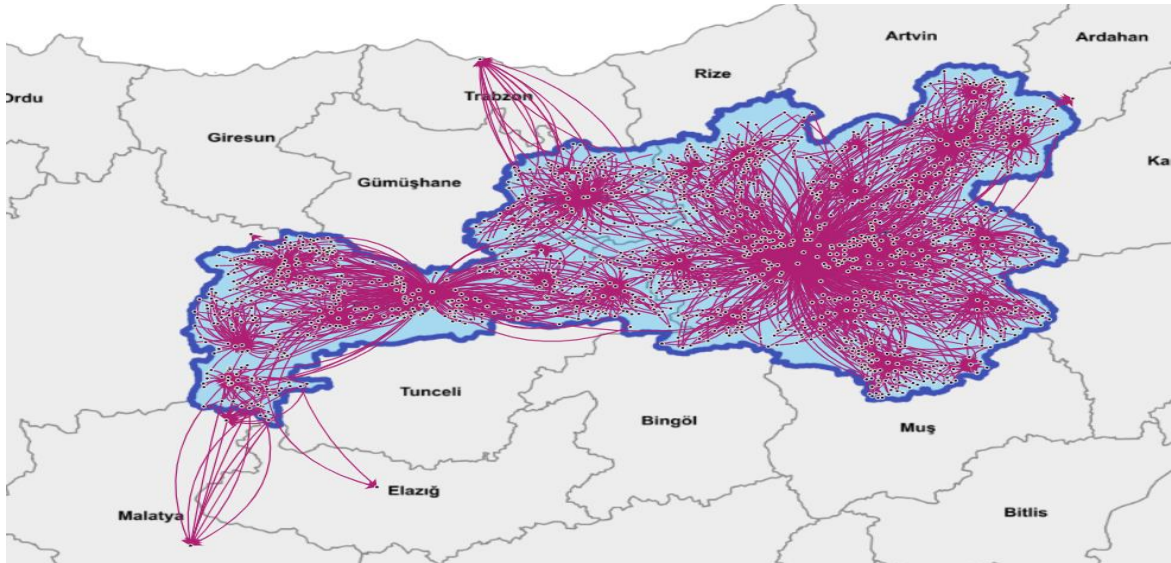 Artvin
Ardahan
Rize
Ordu
Trabzon
Giresun
Ka
Gümüşhane
Tunceli
Bingöl
Muş
Elazığ
Malatya
Bitlis